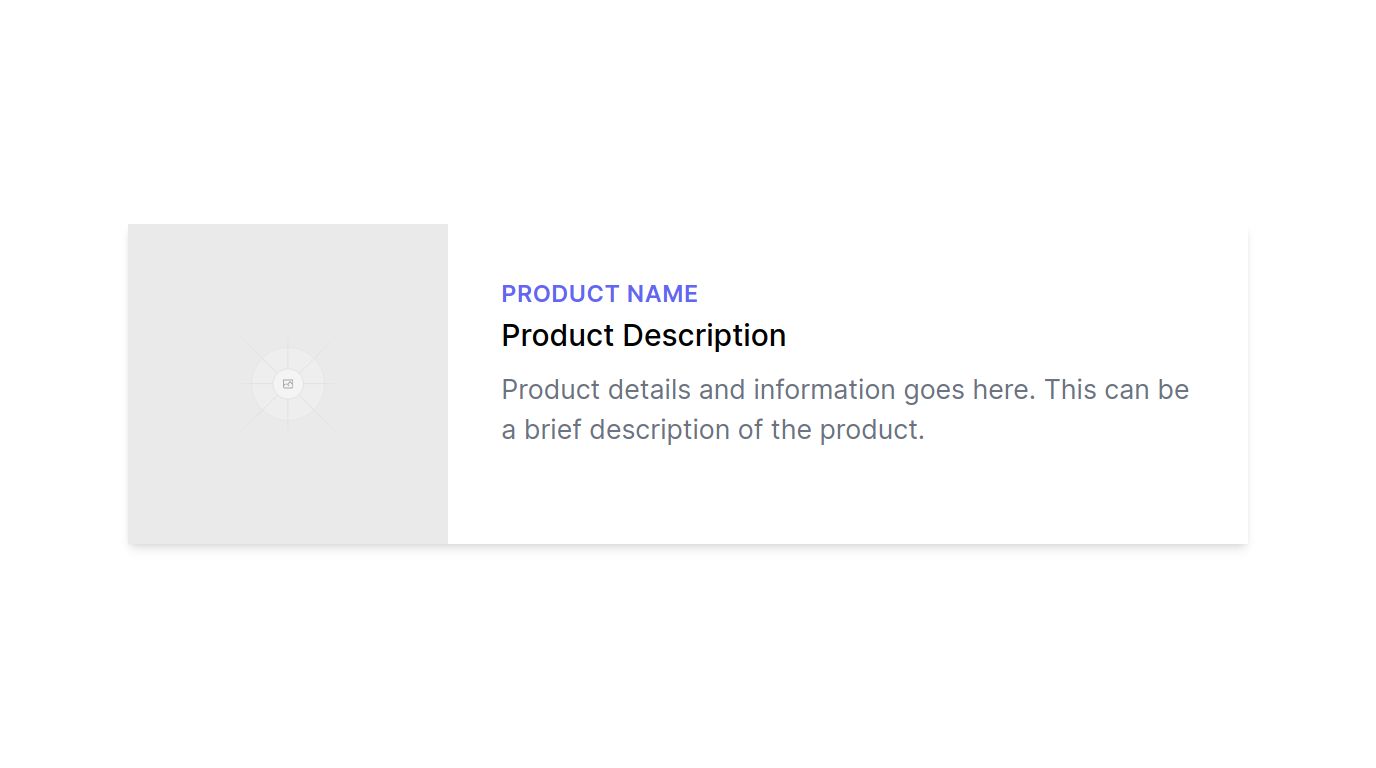 PRODUCT NAME
Product Description
Product details and information goes here. This can be
a brief description of the product.